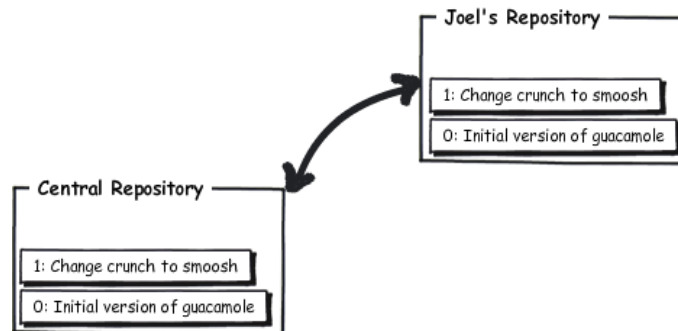 Joel's Repository
1: Change crunch to smoosh
0: Initial version of guacamole
Central Repository
1: Change crunch to smoosh
0: Initial version of guacamole